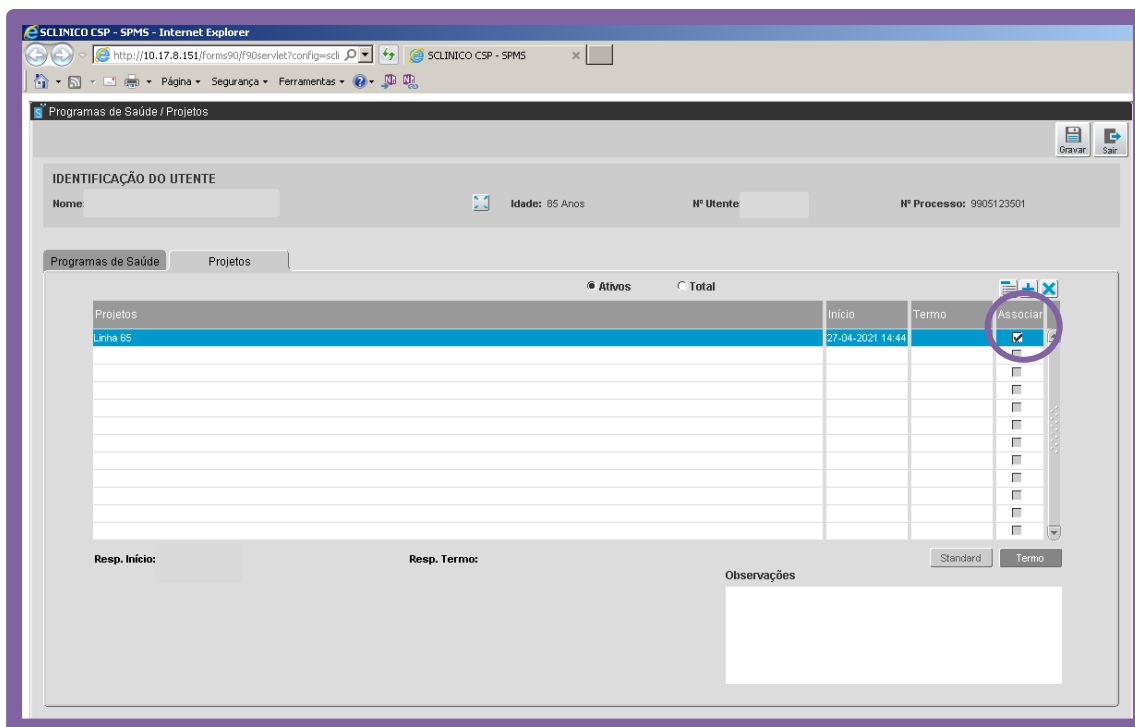 SCLINICO CSP - SPMS - Internet Explorer
http://10.17.8.151/forms90/f90servlet?config=scli
SCLINICO CSP - SPMS
Página
Segurança
Ferramentas
Programas de Saúde / Projetos
Gravar
Sair
IDENTIFICAÇÃO DO UTENTE
Nome:
Idade: 85 Anos
Nº Utente
Nº Processo: 9905123501
Programas de Saúde
Projetos
Ativos
Total
Projetos
Início
Termo
Associar
Linha 65
27-04-2021 14:44
Resp. Início:
Resp. Termo:
Standard
Termo
Observações